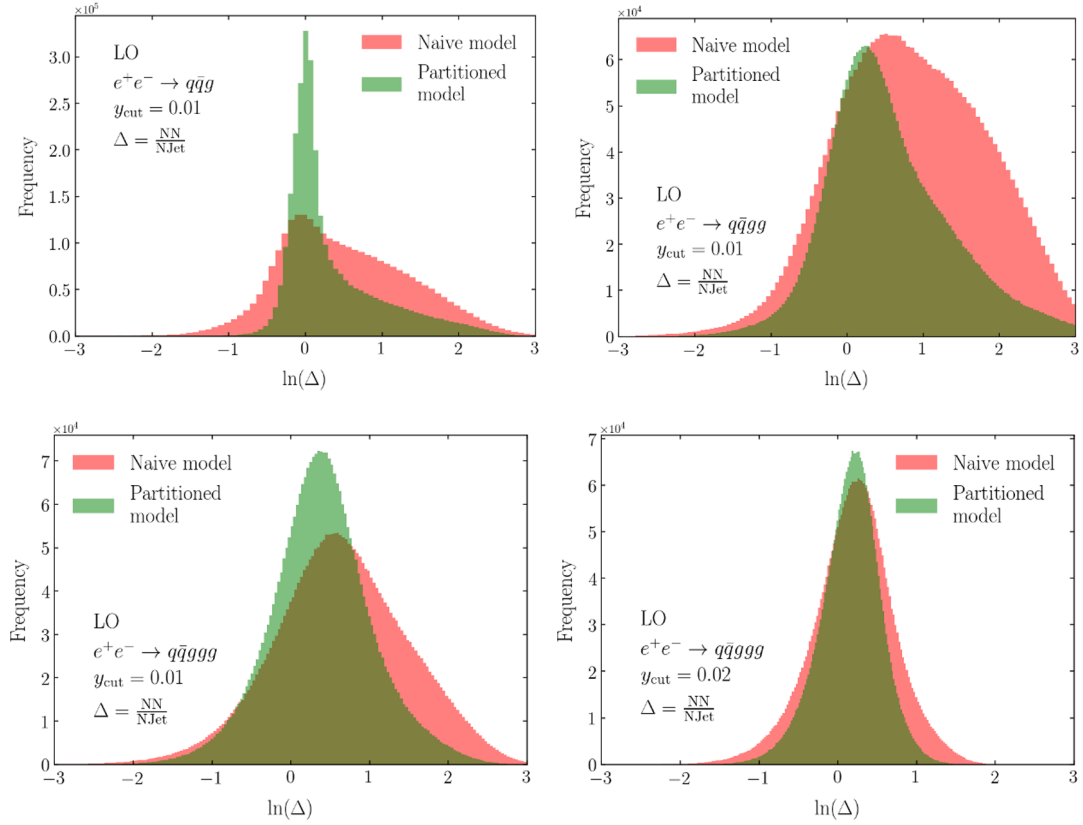 ×10⁵
LO
e⁺e⁻ → qq̄g
y_cut = 0.01
Δ = NN/NJet
Naive model
Partitioned
model
Frequency
3.0
2.5
2.0
1.5
1.0
0.5
0.0
−3 −2 −1 0 1 2 3
ln(Δ)
×10⁴
Naive model
Partitioned
model
LO
e⁺e⁻ → qq̄gg
y_cut = 0.01
Δ = NN/NJet
Frequency
6
5
4
3
2
1
0
−3 −2 −1 0 1 2 3
ln(Δ)
×10⁴
Naive model
Partitioned
model
LO
e⁺e⁻ → qq̄ggg
y_cut = 0.01
Δ = NN/NJet
Frequency
7
6
5
4
3
2
1
0
−3 −2 −1 0 1 2 3
ln(Δ)
×10⁴
Naive model
Partitioned
model
LO
e⁺e⁻ → qq̄ggg
y_cut = 0.02
Δ = NN/NJet
Frequency
7
6
5
4
3
2
1
0
−3 −2 −1 0 1 2 3
ln(Δ)